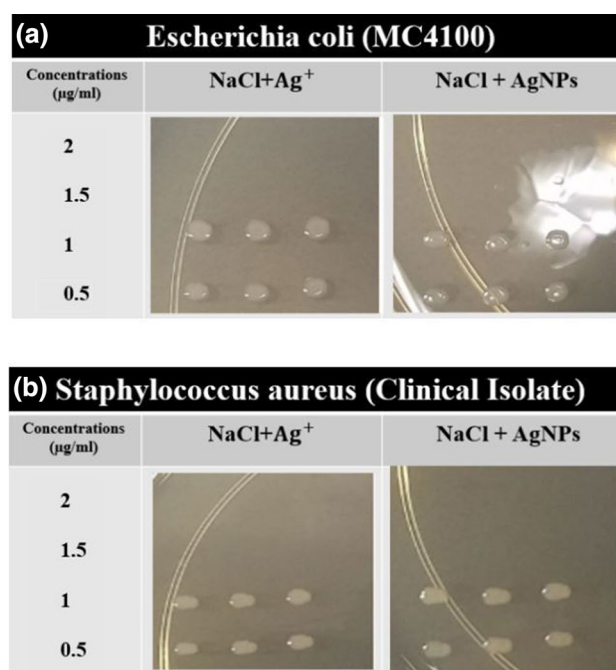 (a) Escherichia coli (MC4100)
Concentrations
(μg/ml)
NaCl+Ag⁺
NaCl + AgNPs
2
1.5
1
0.5
(b) Staphylococcus aureus (Clinical Isolate)
Concentrations
(μg/ml)
NaCl+Ag⁺
NaCl + AgNPs
2
1.5
1
0.5